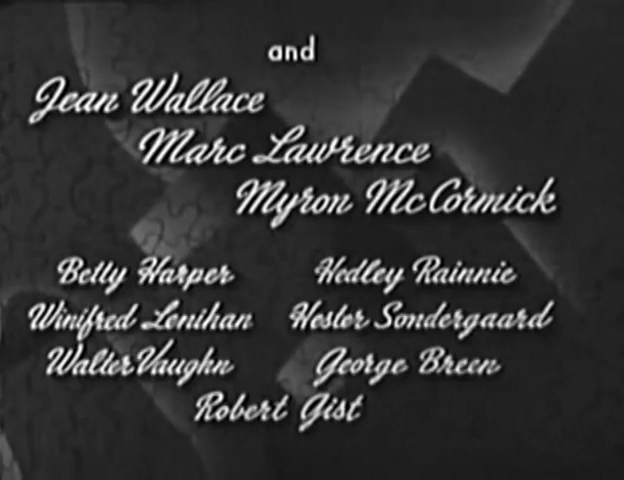 and
Jean Wallace
Marc Lawrence
Myron McCormick
Betty Harper Hedley Rainnie
Winifred Lenihan Hester Sondergaard
Walter Vaughn George Breen
Robert Gist